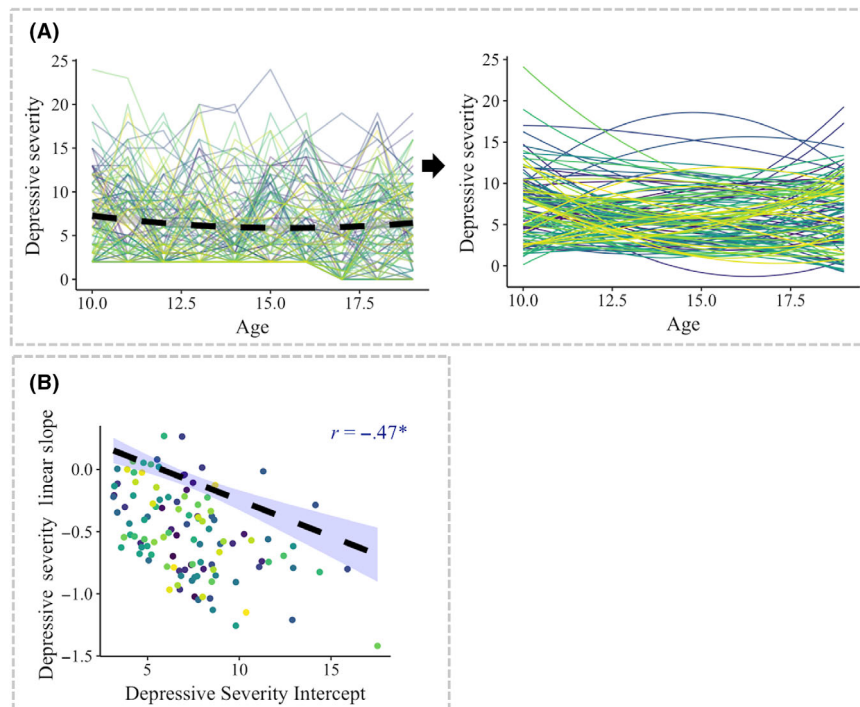 (A)
25
20
15
10
5
0
Depressive severity
10.0 12.5 15.0 17.5
Age
25
20
15
10
5
0
Depressive severity
10.0 12.5 15.0 17.5
Age
(B)
r = –.47*
0.0
−0.5
−1.0
−1.5
Depressive severity linear slope
5 10 15
Depressive Severity Intercept